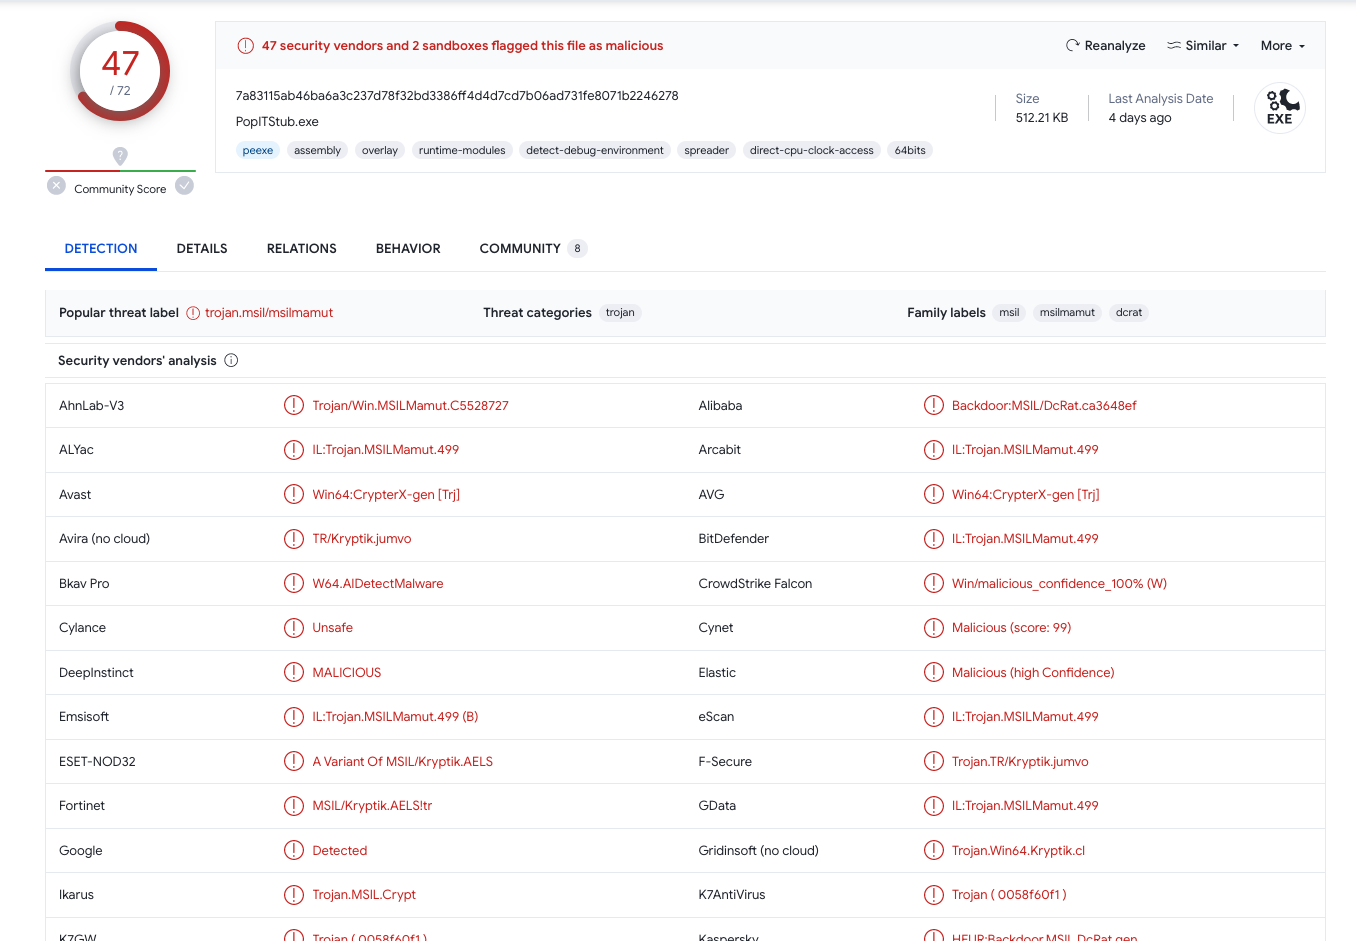 47
/ 72
Community Score
47 security vendors and 2 sandboxes flagged this file as malicious
Reanalyze Similar More
7a83115ab46ba6a3c237d78f32bd3386ff4d4d7cd7b06ad731fe8071b2246278
PopITStub.exe
peexe assembly overlay runtime-modules detect-debug-environment spreader direct-cpu-clock-access 64bits
Size
512.21 KB
Last Analysis Date
4 days ago
EXE
DETECTION DETAILS RELATIONS BEHAVIOR COMMUNITY 8
Popular threat label trojan.msil/msilmamut Threat categories trojan Family labels msil msilmamut dcrat
Security vendors' analysis
AhnLab-V3 Trojan/Win.MSILMamut.C5528727 Alibaba Backdoor:MSIL/DcRat.ca3648ef
ALYac IL:Trojan.MSILMamut.499 Arcabit IL:Trojan.MSILMamut.499
Avast Win64:CrypterX-gen [Trj] AVG Win64:CrypterX-gen [Trj]
Avira (no cloud) TR/Kryptik.jumvo BitDefender IL:Trojan.MSILMamut.499
Bkav Pro W64.AIDetectMalware CrowdStrike Falcon Win/malicious_confidence_100% (W)
Cylance Unsafe Cynet Malicious (score: 99)
DeepInstinct MALICIOUS Elastic Malicious (high Confidence)
Emsisoft IL:Trojan.MSILMamut.499 (B) eScan IL:Trojan.MSILMamut.499
ESET-NOD32 A Variant Of MSIL/Kryptik.AELS F-Secure Trojan.TR/Kryptik.jumvo
Fortinet MSIL/Kryptik.AELS!tr GData IL:Trojan.MSILMamut.499
Google Detected Gridinsoft (no cloud) Trojan.Win64.Kryptik.cl
Ikarus Trojan.MSIL.Crypt K7AntiVirus Trojan ( 0058f60f1 )
K7GW Trojan ( 0058f60f1 ) Kaspersky HEUR:Backdoor.MSIL.DcRat.gen